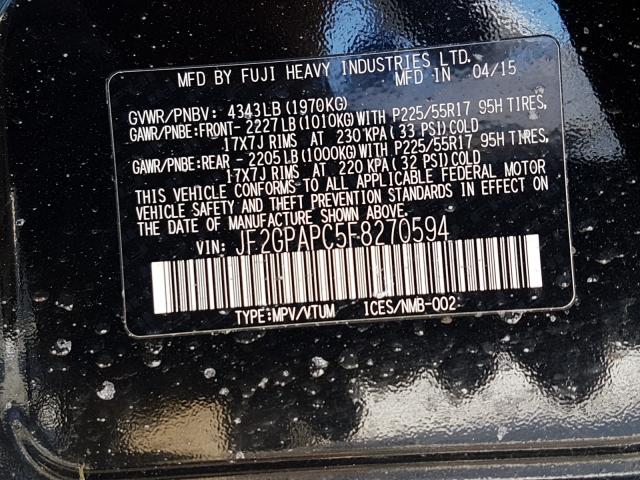 MFD BY FUJI HEAVY INDUSTRIES LTD.
MFD IN 04/15
GVWR/PNBV: 4343LB(1970KG)
GAWR/PNBE:FRONT-2227LB(1010KG)WITH P225/55R17 95H TIRES,
17X7J RIMS AT 230KPA(33 PSI)COLD
GAWR/PNBE:REAR -2205LB(1000KG)WITH P225/55R17 95H TIRES,
17X7J RIMS AT 220KPA(32 PSI)COLD
THIS VEHICLE CONFORMS TO ALL APPLICABLE FEDERAL MOTOR
VEHICLE SAFETY AND THEFT PREVENTION STANDARDS IN EFFECT
ON THE DATE OF MANUFACTURE SHOWN ABOVE.
VIN: JF2GPAPC5F8270594
TYPE:MPV/VTUM ICES/NMB-002: